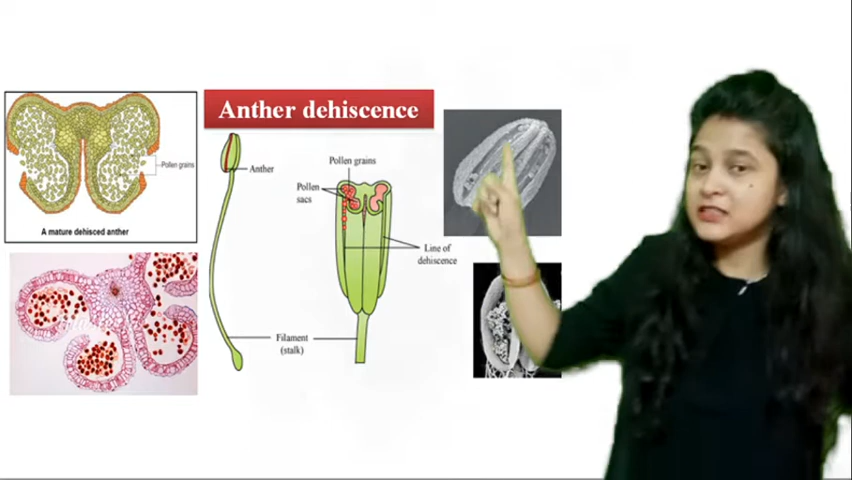 Anther dehiscence
Pollen grains
A mature dehisced anther
Anther
Pollen grains
Pollen
sacs
Line of
dehiscence
Filament
(stalk)